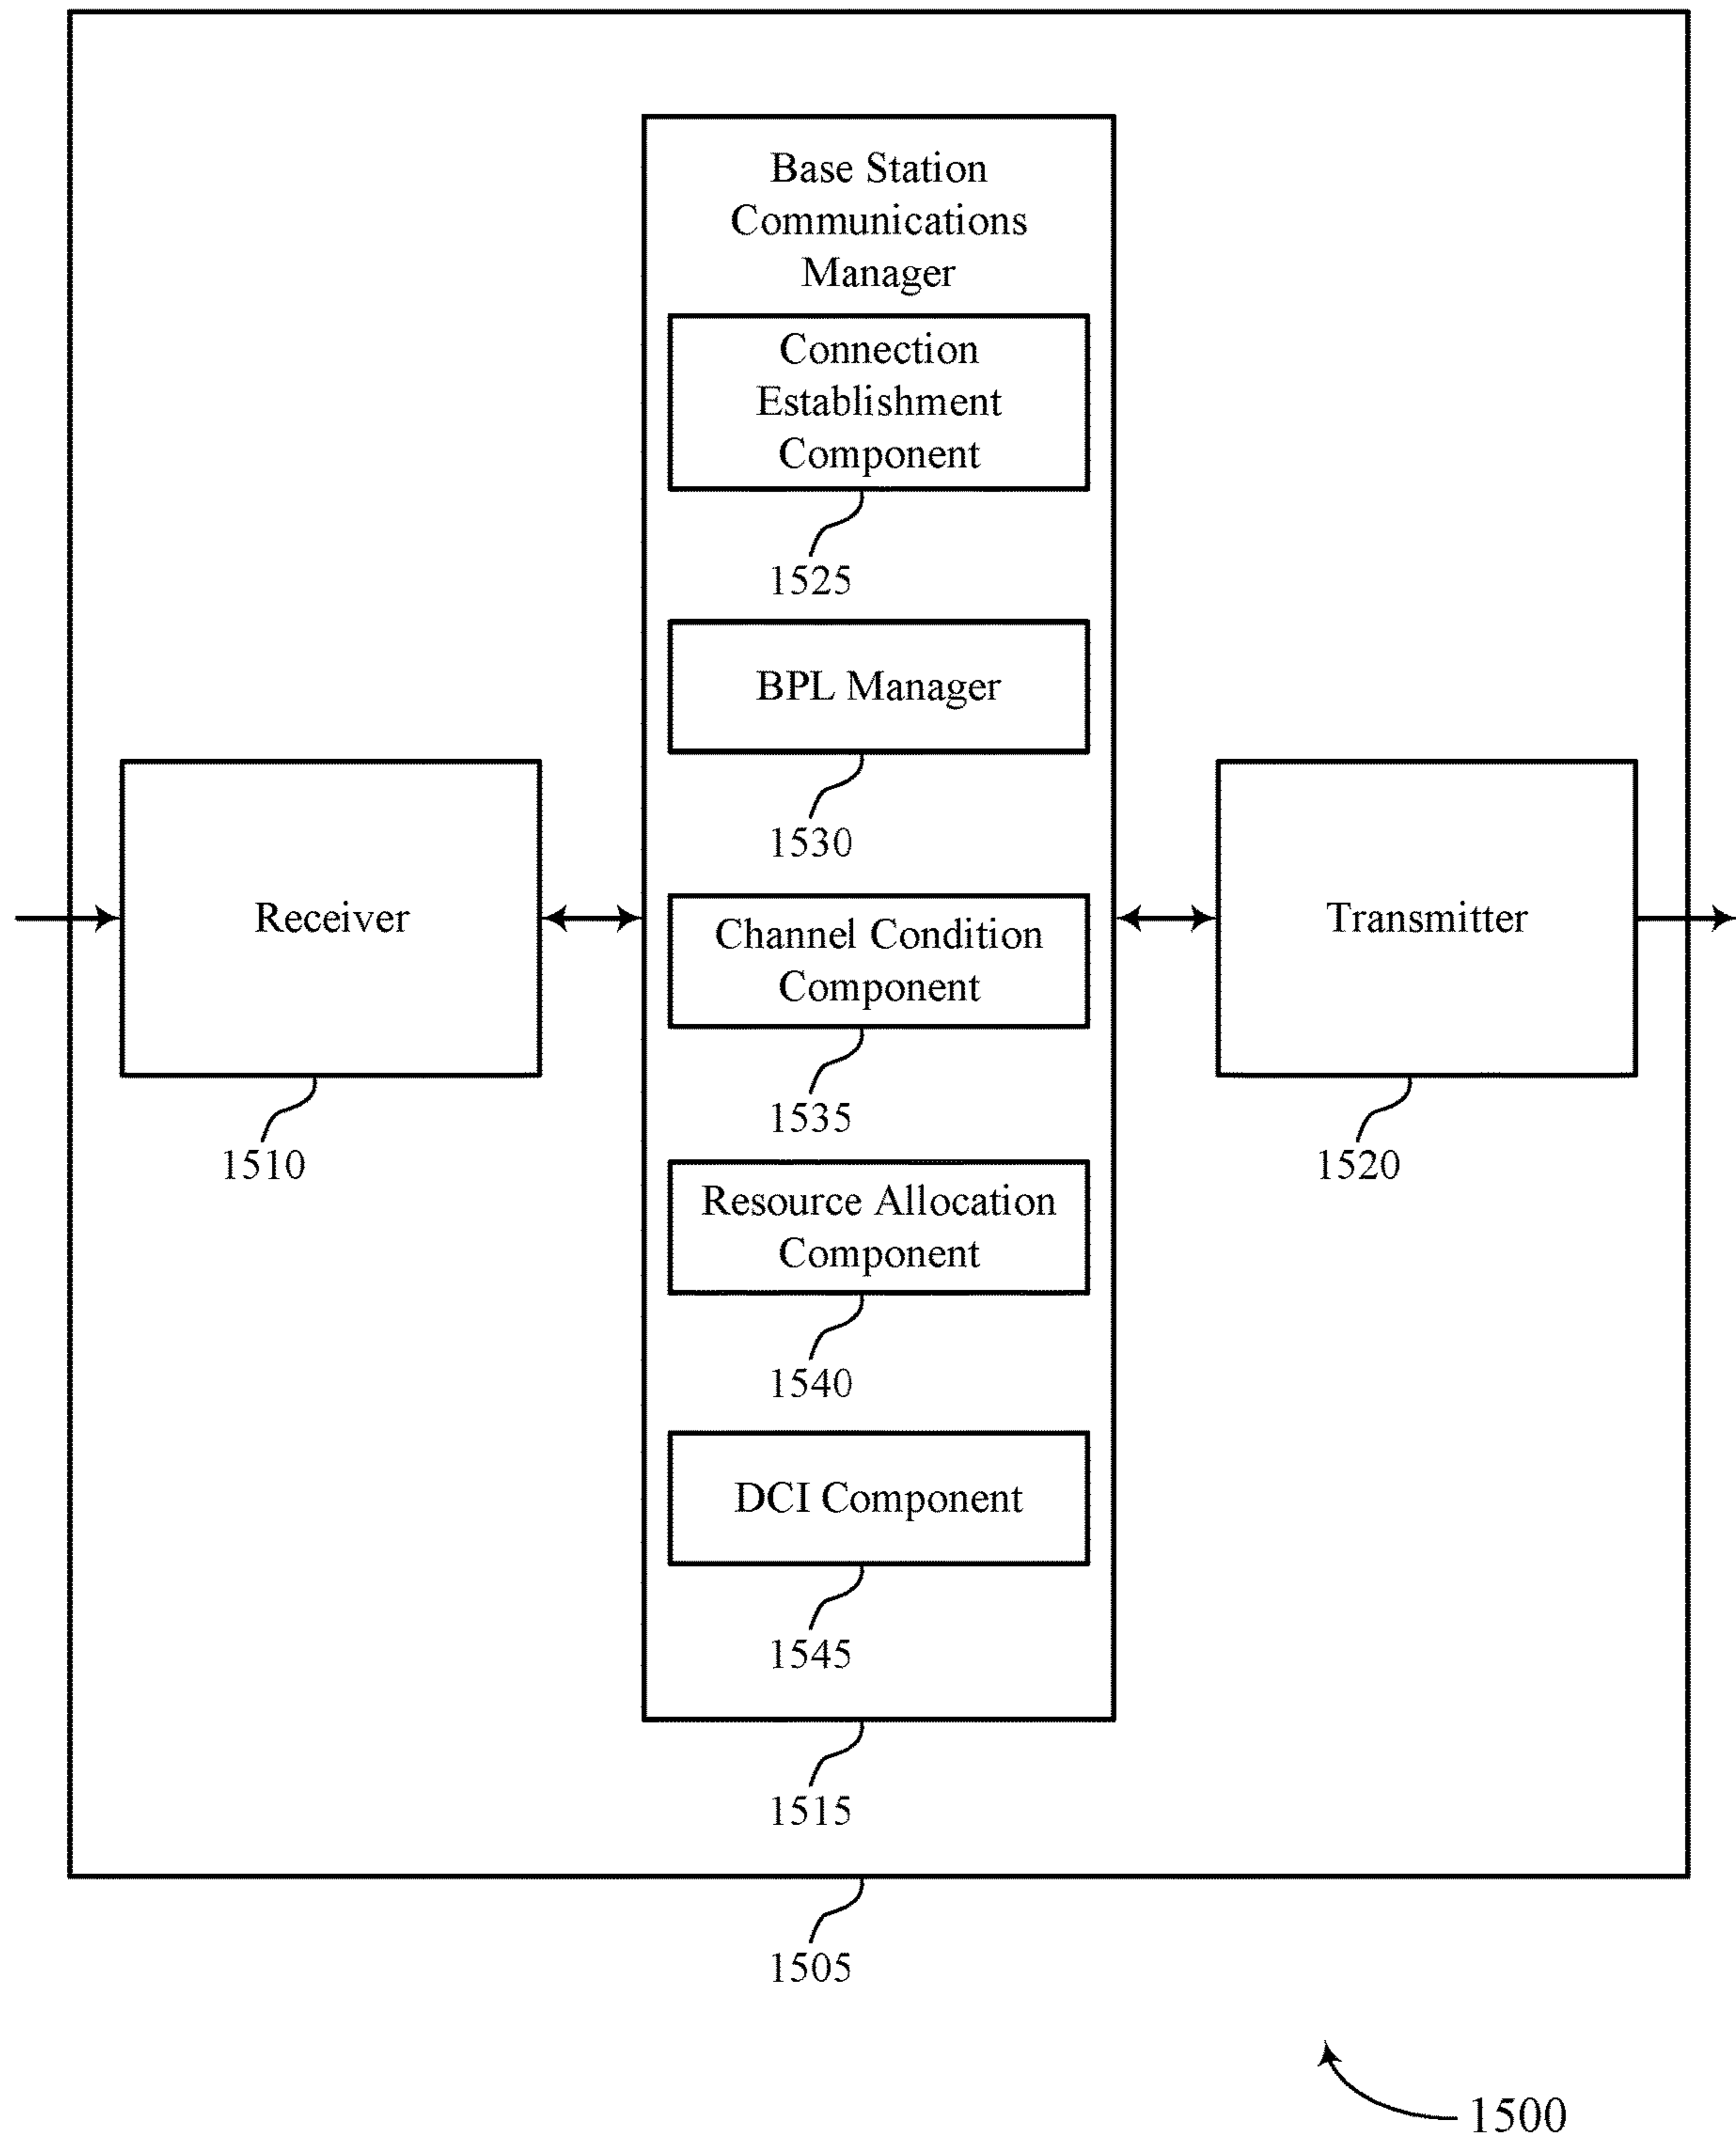 Base Station
Communications
Manager
Connection
Establishment
Component
1525
BPL Manager
1530
Receiver
1510
Channel Condition
Component
1535
Transmitter
1520
Resource Allocation
Component
1540
DCI Component
1545
1515
1505
1500